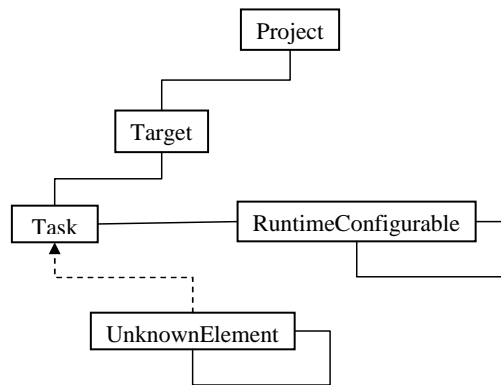 Project
Target
Task
RuntimeConfigurable
UnknownElement